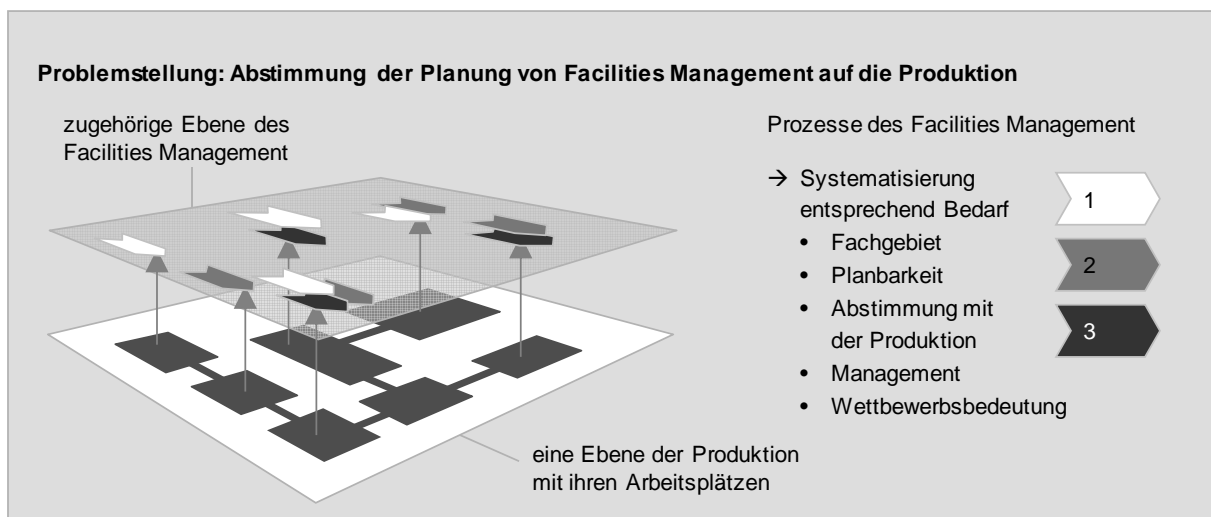 Problemstellung: Abstimmung der Planung von Facilities Management auf die Produktion
zugehörige Ebene des
Facilities Management
Prozesse des Facilities Management
→ Systematisierung
entsprechend Bedarf
• Fachgebiet
• Planbarkeit
• Abstimmung mit
der Produktion
• Management
• Wettbewerbsbedeutung
1
2
3
eine Ebene der Produktion
mit ihren Arbeitsplätzen